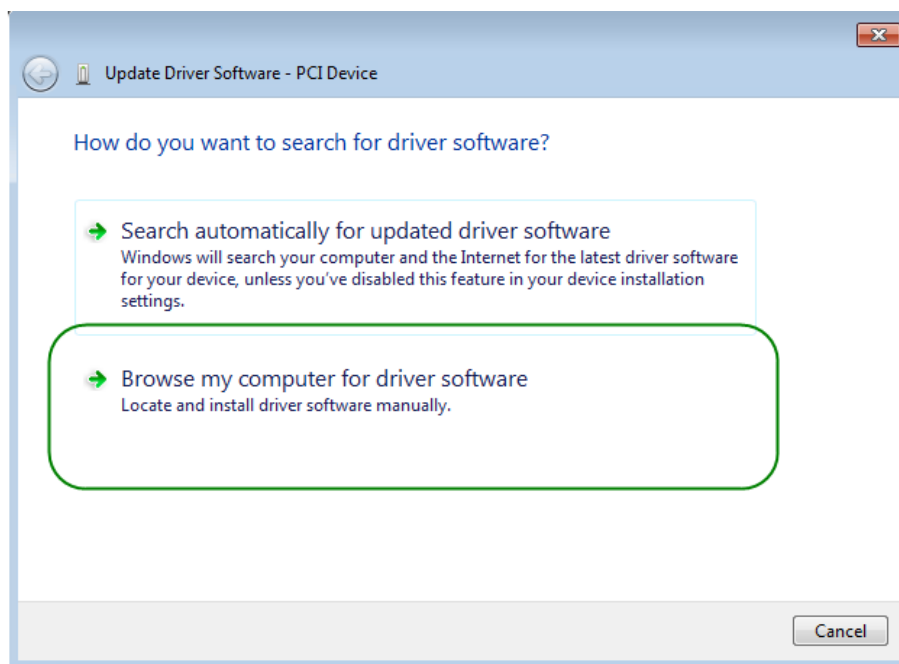 Update Driver Software - PCI Device
How do you want to search for driver software?
Search automatically for updated driver software
Windows will search your computer and the Internet for the latest driver software
for your device, unless you've disabled this feature in your device installation
settings.
Browse my computer for driver software
Locate and install driver software manually.
Cancel